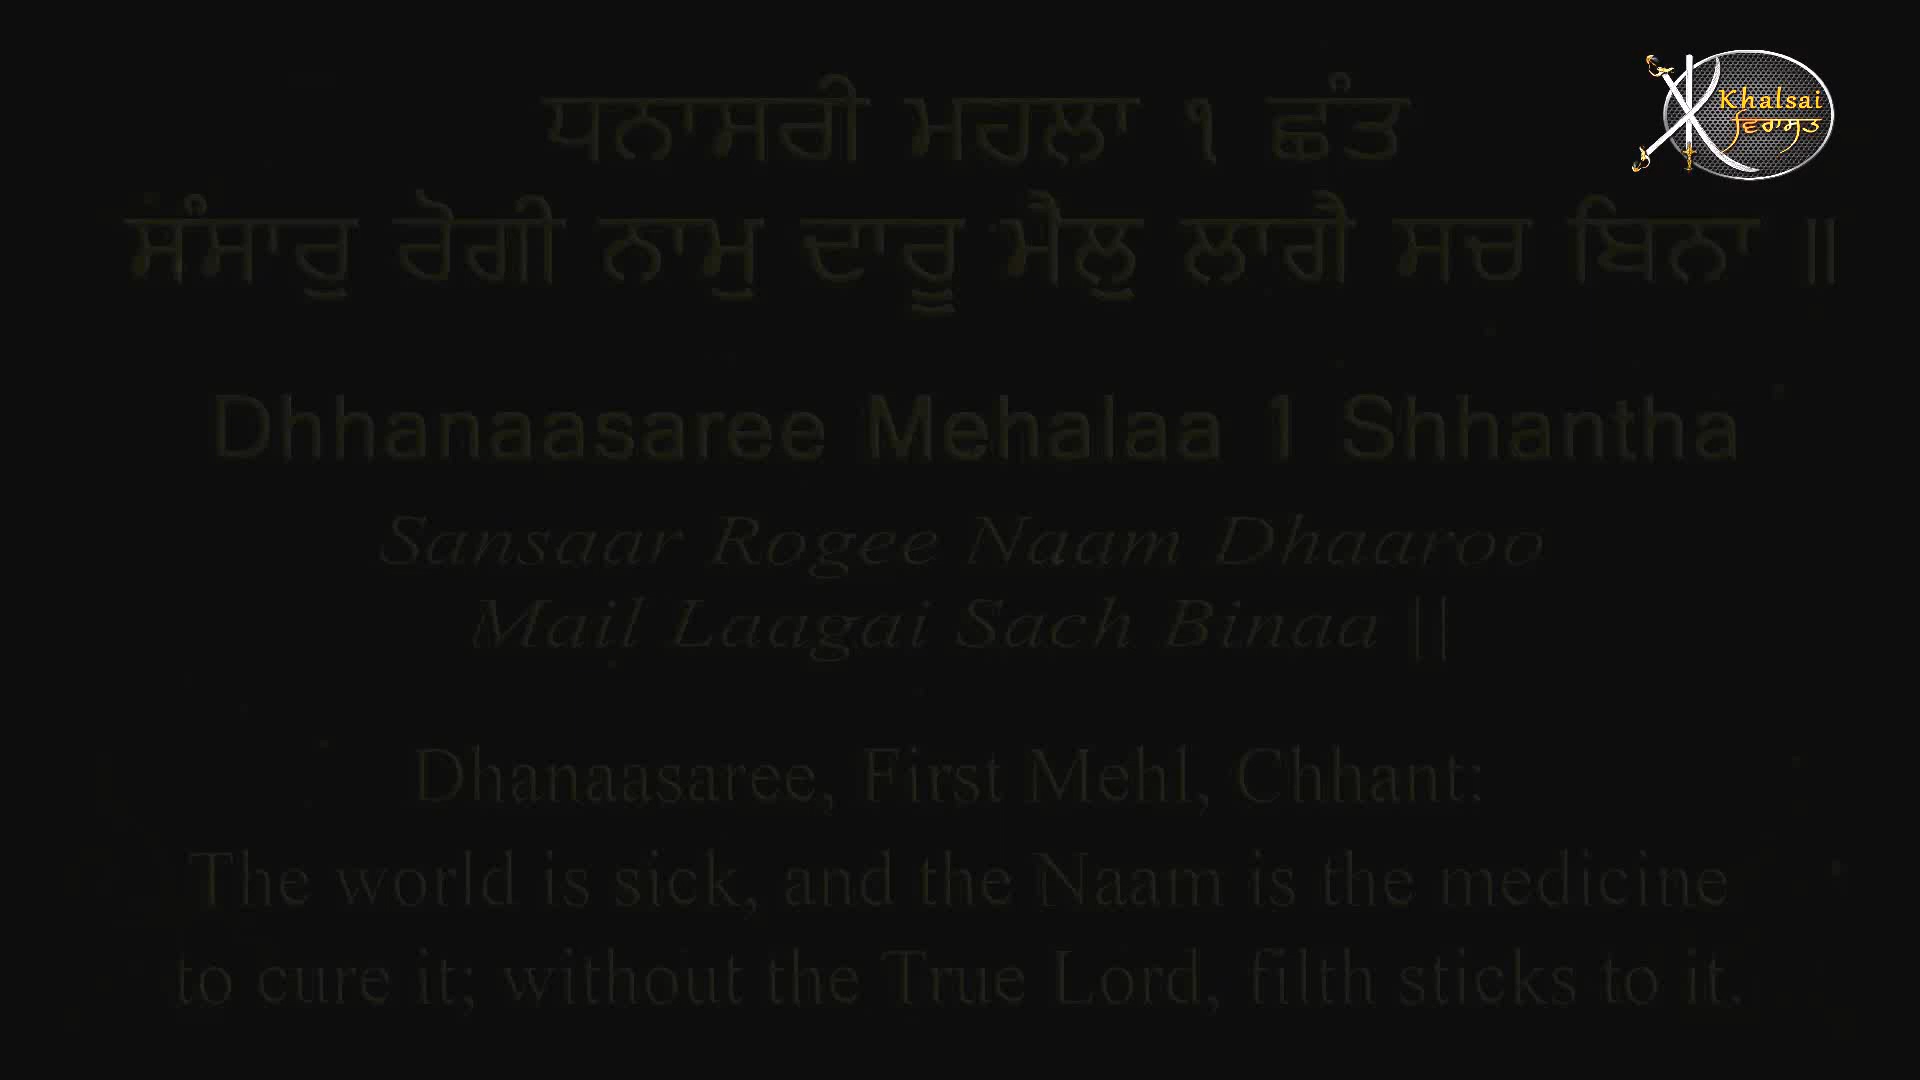 Khalsai
ਵਿਰਾਸਤ
ਧਨਾਸਰੀ ਮਹਲਾ ੧ ਛੰਤ
ਸੰਸਾਰੁ ਰੋਗੀ ਨਾਮੁ ਦਾਰੂ ਮੈਲੁ ਲਾਗੈ ਸਚ ਬਿਨਾ ॥
Dhhanaasaree Mehalaa 1 Shhantha
Sansaar Rogee Naam Dhaaroo
Mail Laagai Sach Binaa ||
Dhanaasaree, First Mehl, Chhant:
The world is sick, and the Naam is the medicine
to cure it; without the True Lord, filth sticks to it.